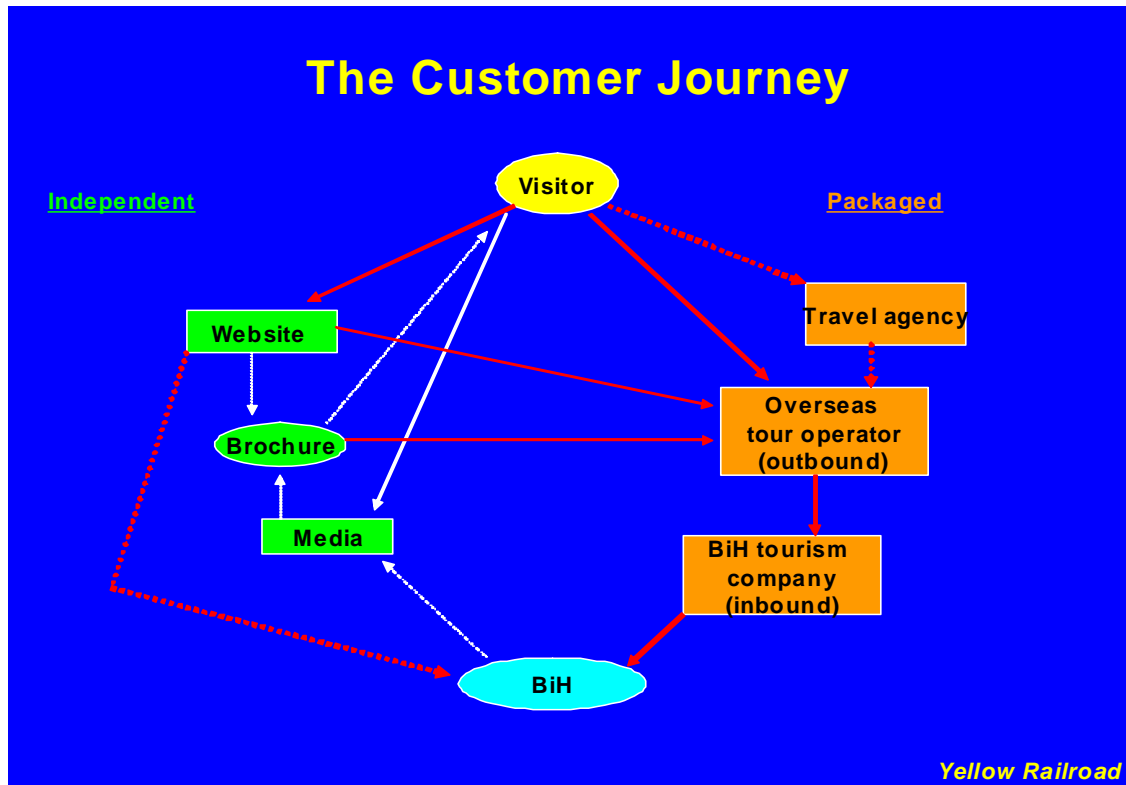 The Customer Journey
Visitor
Independent
Packaged
Travel agency
Website
Overseas
tour operator
(outbound)
Brochure
Media
BiH tourism
company
(inbound)
BiH
Yellow Railroad